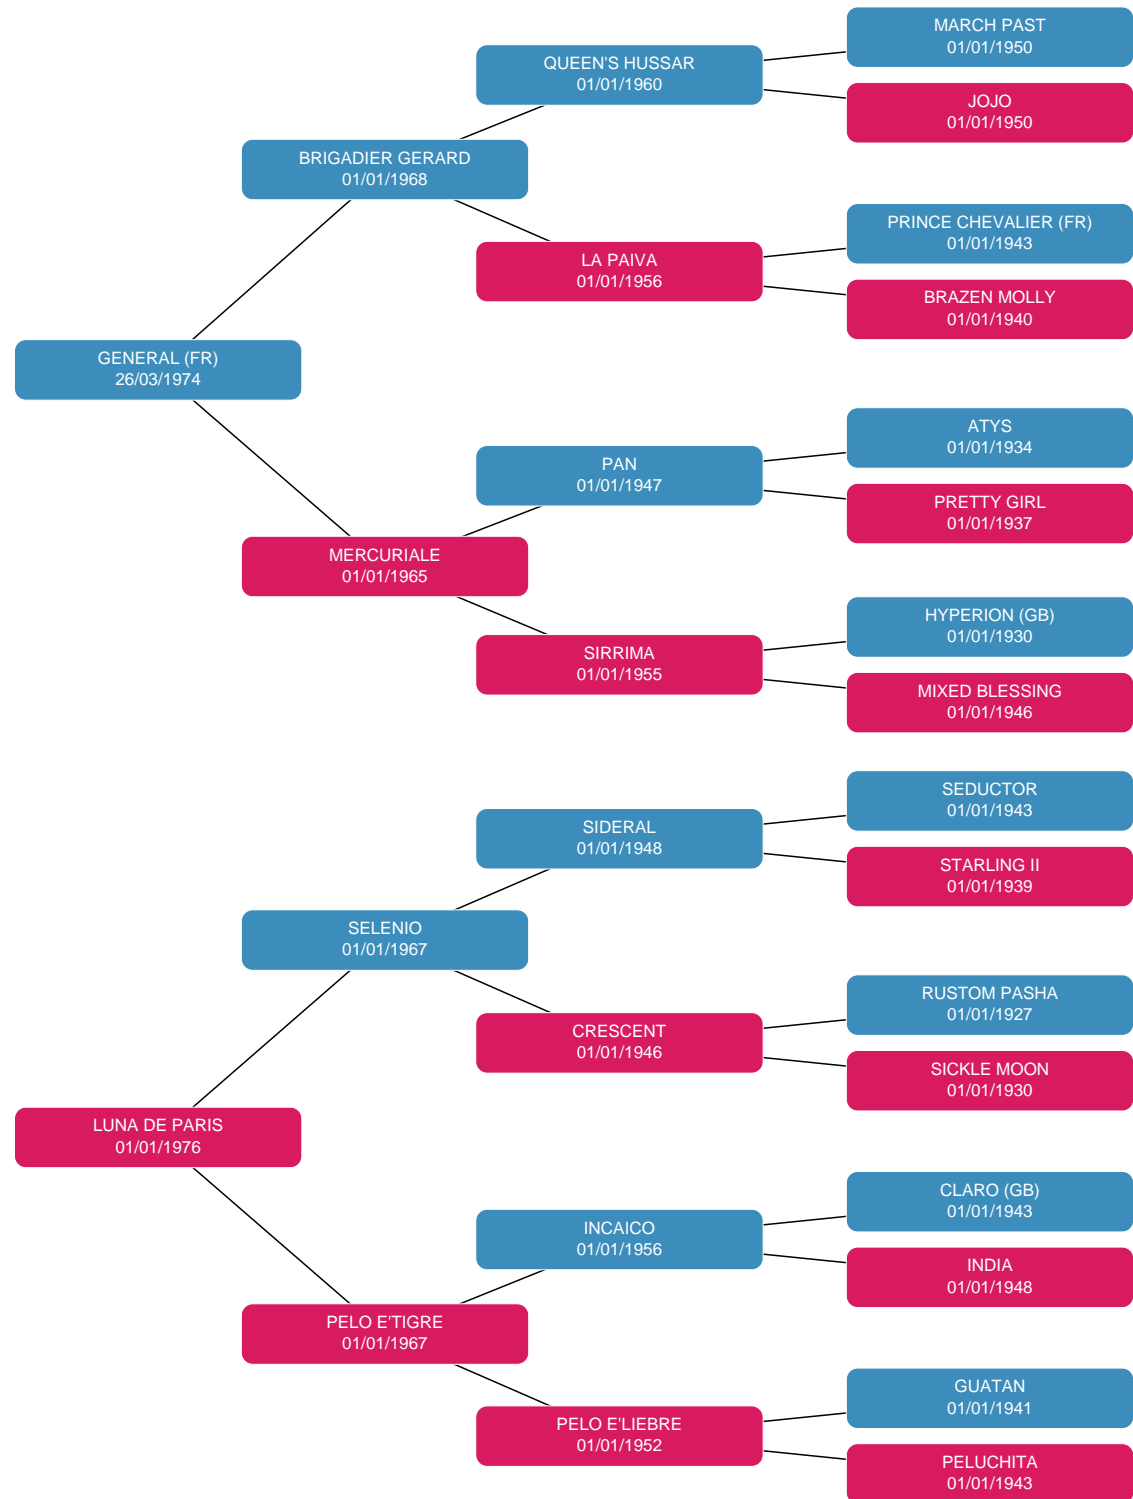 MARCH PAST
01/01/1950
QUEEN'S HUSSAR
01/01/1960
JOJO
01/01/1950
BRIGADIER GERARD
01/01/1968
PRINCE CHEVALIER (FR)
01/01/1943
LA PAIVA
01/01/1956
BRAZEN MOLLY
01/01/1940
GENERAL (FR)
26/03/1974
ATYS
01/01/1934
PAN
01/01/1947
PRETTY GIRL
01/01/1937
MERCURIALE
01/01/1965
HYPERION (GB)
01/01/1930
SIRRIMA
01/01/1955
MIXED BLESSING
01/01/1946
SEDUCTOR
01/01/1943
SIDERAL
01/01/1948
STARLING II
01/01/1939
SELENIO
01/01/1967
RUSTOM PASHA
01/01/1927
CRESCENT
01/01/1946
SICKLE MOON
01/01/1930
LUNA DE PARIS
01/01/1976
CLARO (GB)
01/01/1943
INCAICO
01/01/1956
INDIA
01/01/1948
PELO E'TIGRE
01/01/1967
GUATAN
01/01/1941
PELO E'LIEBRE
01/01/1952
PELUCHITA
01/01/1943